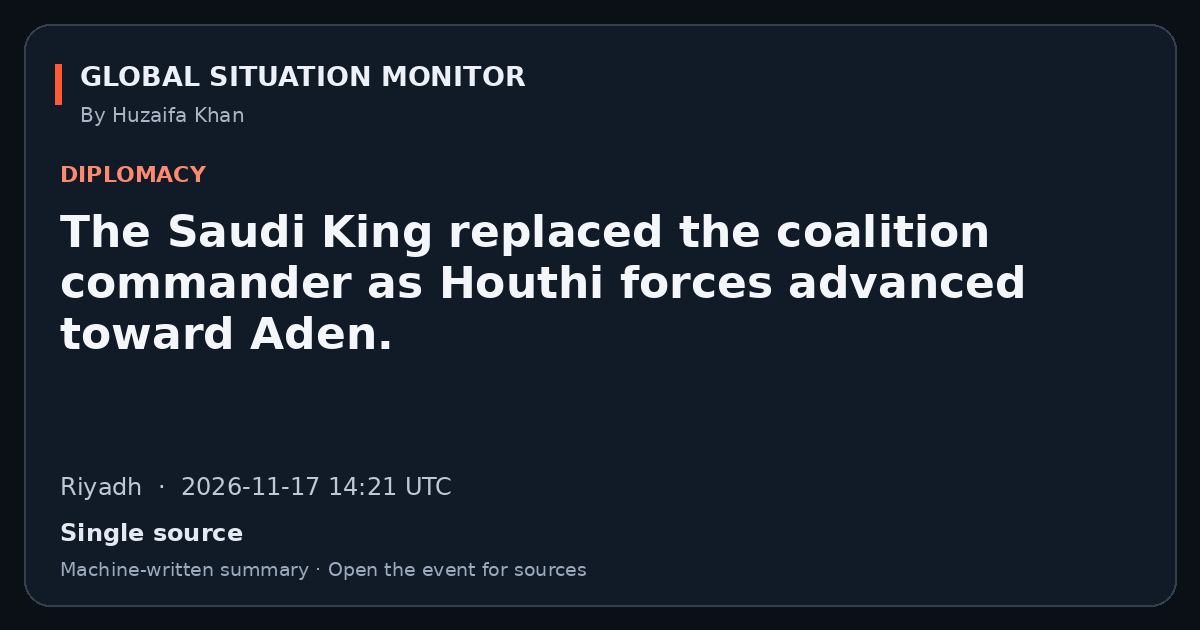 GLOBAL SITUATION MONITOR
By Huzaifa Khan
DIPLOMACY
The Saudi King replaced the coalition
commander as Houthi forces advanced
toward Aden.
Riyadh · 2026-11-17 14:21 UTC
Single source
Machine-written summary · Open the event for sources